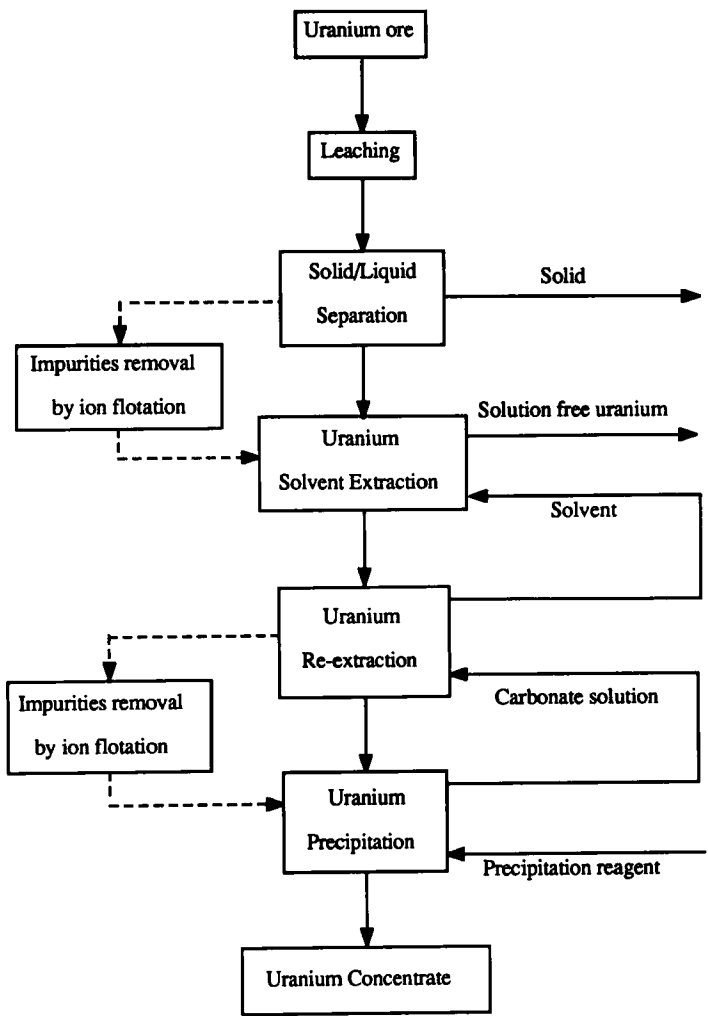 Uranium ore
Leaching
Solid/Liquid
Separation
Solid
Impurities removal
by ion flotation
Solution free uranium
Uranium
Solvent Extraction
Solvent
Uranium
Re-extraction
Carbonate solution
Impurities removal
by ion flotation
Uranium
Precipitation
Precipitation reagent
Uranium Concentrate